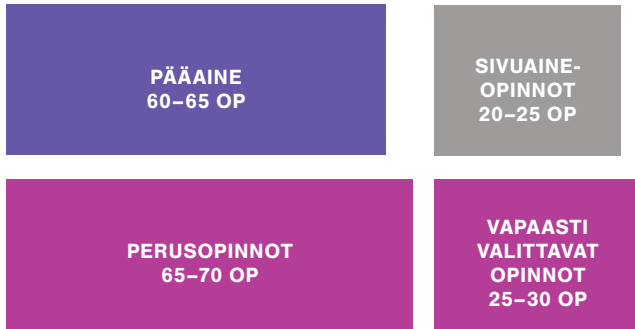 PÄÄAINE
60–65 OP
SIVUAINE-
OPINNOT
20–25 OP
PERUSOPINNOT
65–70 OP
VAPAASTI
VALITTAVAT
OPINNOT
25–30 OP